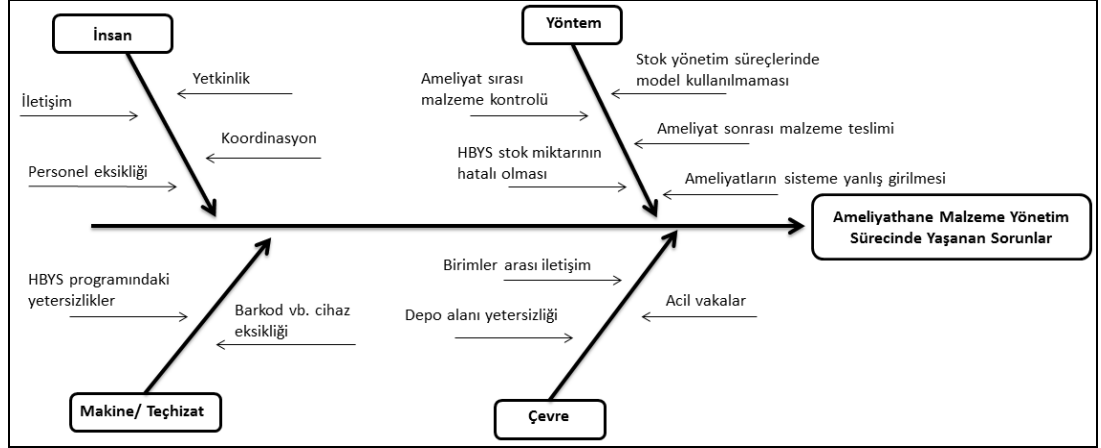 İnsan
Yetkinlik
İletişim
Koordinasyon
Personel eksikliği
Yöntem
Stok yönetim süreçlerinde
model kullanılmaması
Ameliyat sırası
malzeme kontrolü
Ameliyat sonrası malzeme teslimi
HBYS stok miktarının
hatalı olması
Ameliyatların sisteme yanlış girilmesi
Ameliyathane Malzeme Yönetim
Sürecinde Yaşanan Sorunlar
HBYS programındaki
yetersizlikler
Barkod vb. cihaz
eksikliği
Makine/ Teçhizat
Birimler arası iletişim
Acil vakalar
Depo alanı yetersizliği
Çevre